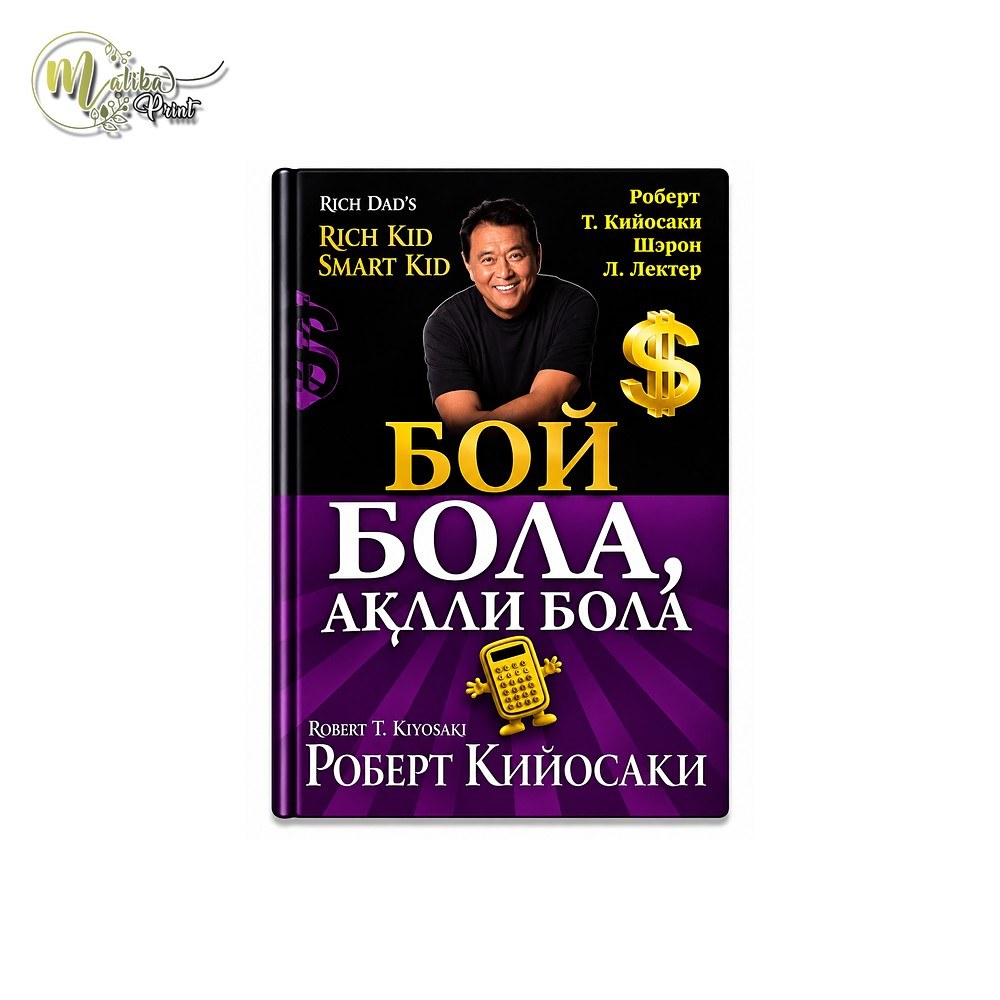 Malika
Print
RICH DAD'S
RICH KID
SMART KID
Роберт
Т. Кийосаки
Шэрон
Л. Лектер
$
$
БОЙ
БОЛА,
АҚЛЛИ БОЛА
ROBERT T. KIYOSAKI
РОБЕРТ КИЙОСАКИ